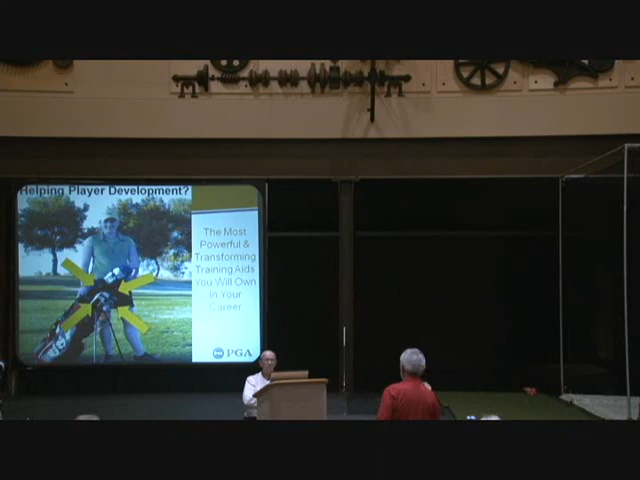 Helping Player Development?
The Most
Powerful &
Transforming
Training Aids
You Will Own
In Your
Career
PGA